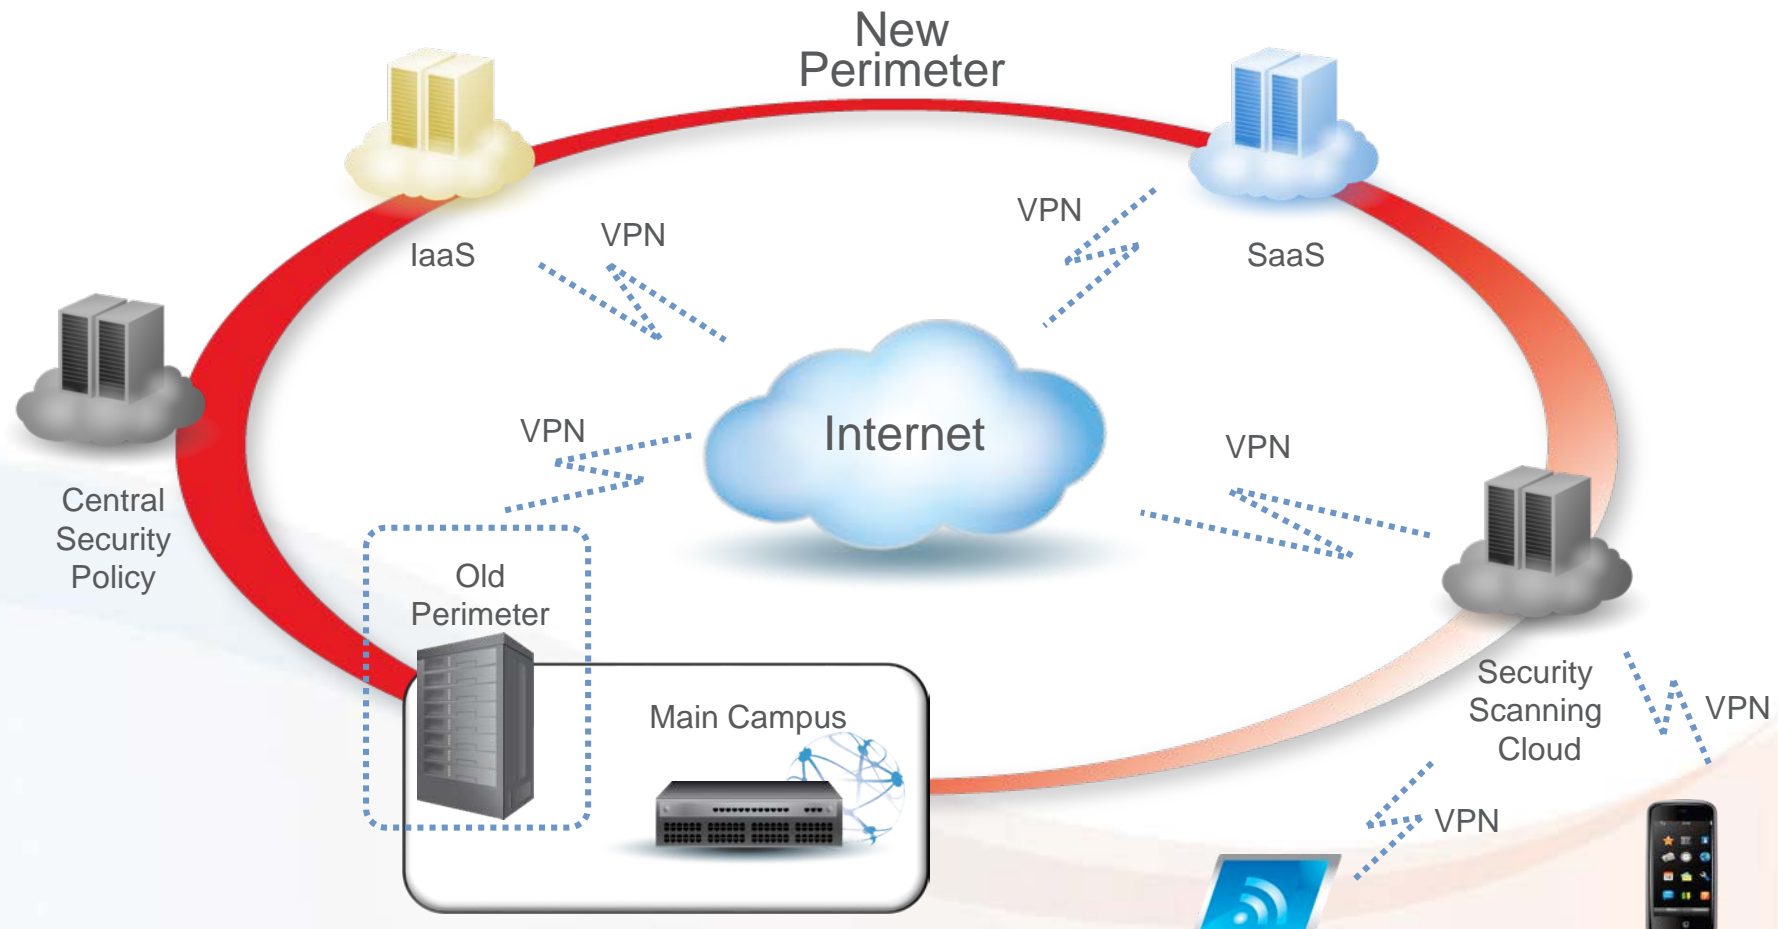 New
Perimeter
VPN
VPN
IaaS
SaaS
VPN
Internet
VPN
Central
Security
Policy
Old
Perimeter
Main Campus
Security
Scanning
Cloud
VPN
VPN